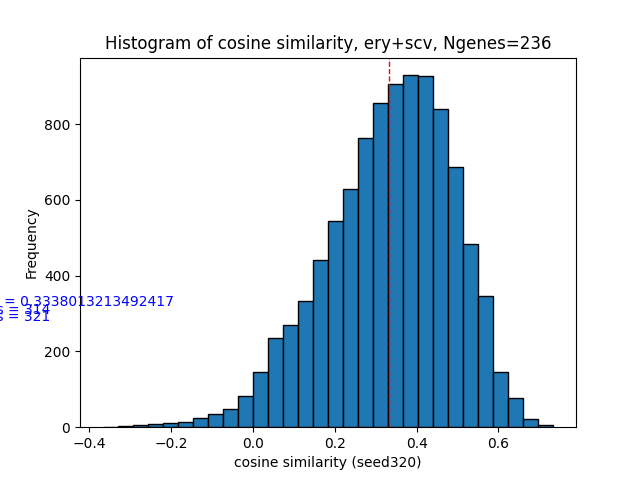 Histogram of cosine similarity, ery+scv, Ngenes=236
Frequency
800
600
400
200
0
= 0.3338013213492417
s = 314
s = 321
−0.4 −0.2 0.0 0.2 0.4 0.6
cosine similarity (seed320)